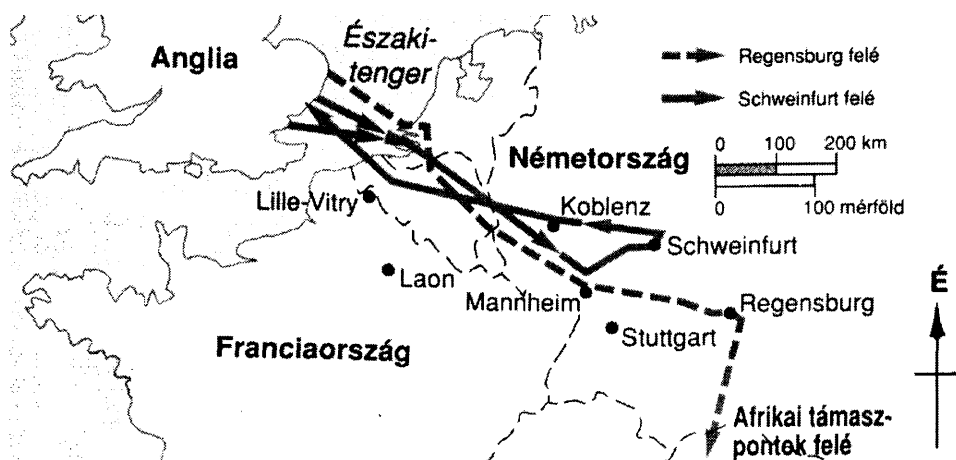 Anglia
Északi-
tenger
Regensburg felé
Schweinfurt felé
0 100 200 km
0 100 mérföld
Németország
Lille-Vitry
Koblenz
Schweinfurt
Laon
Mannheim
Regensburg
Stuttgart
É
Franciaország
Afrikai támasz-
pontok felé